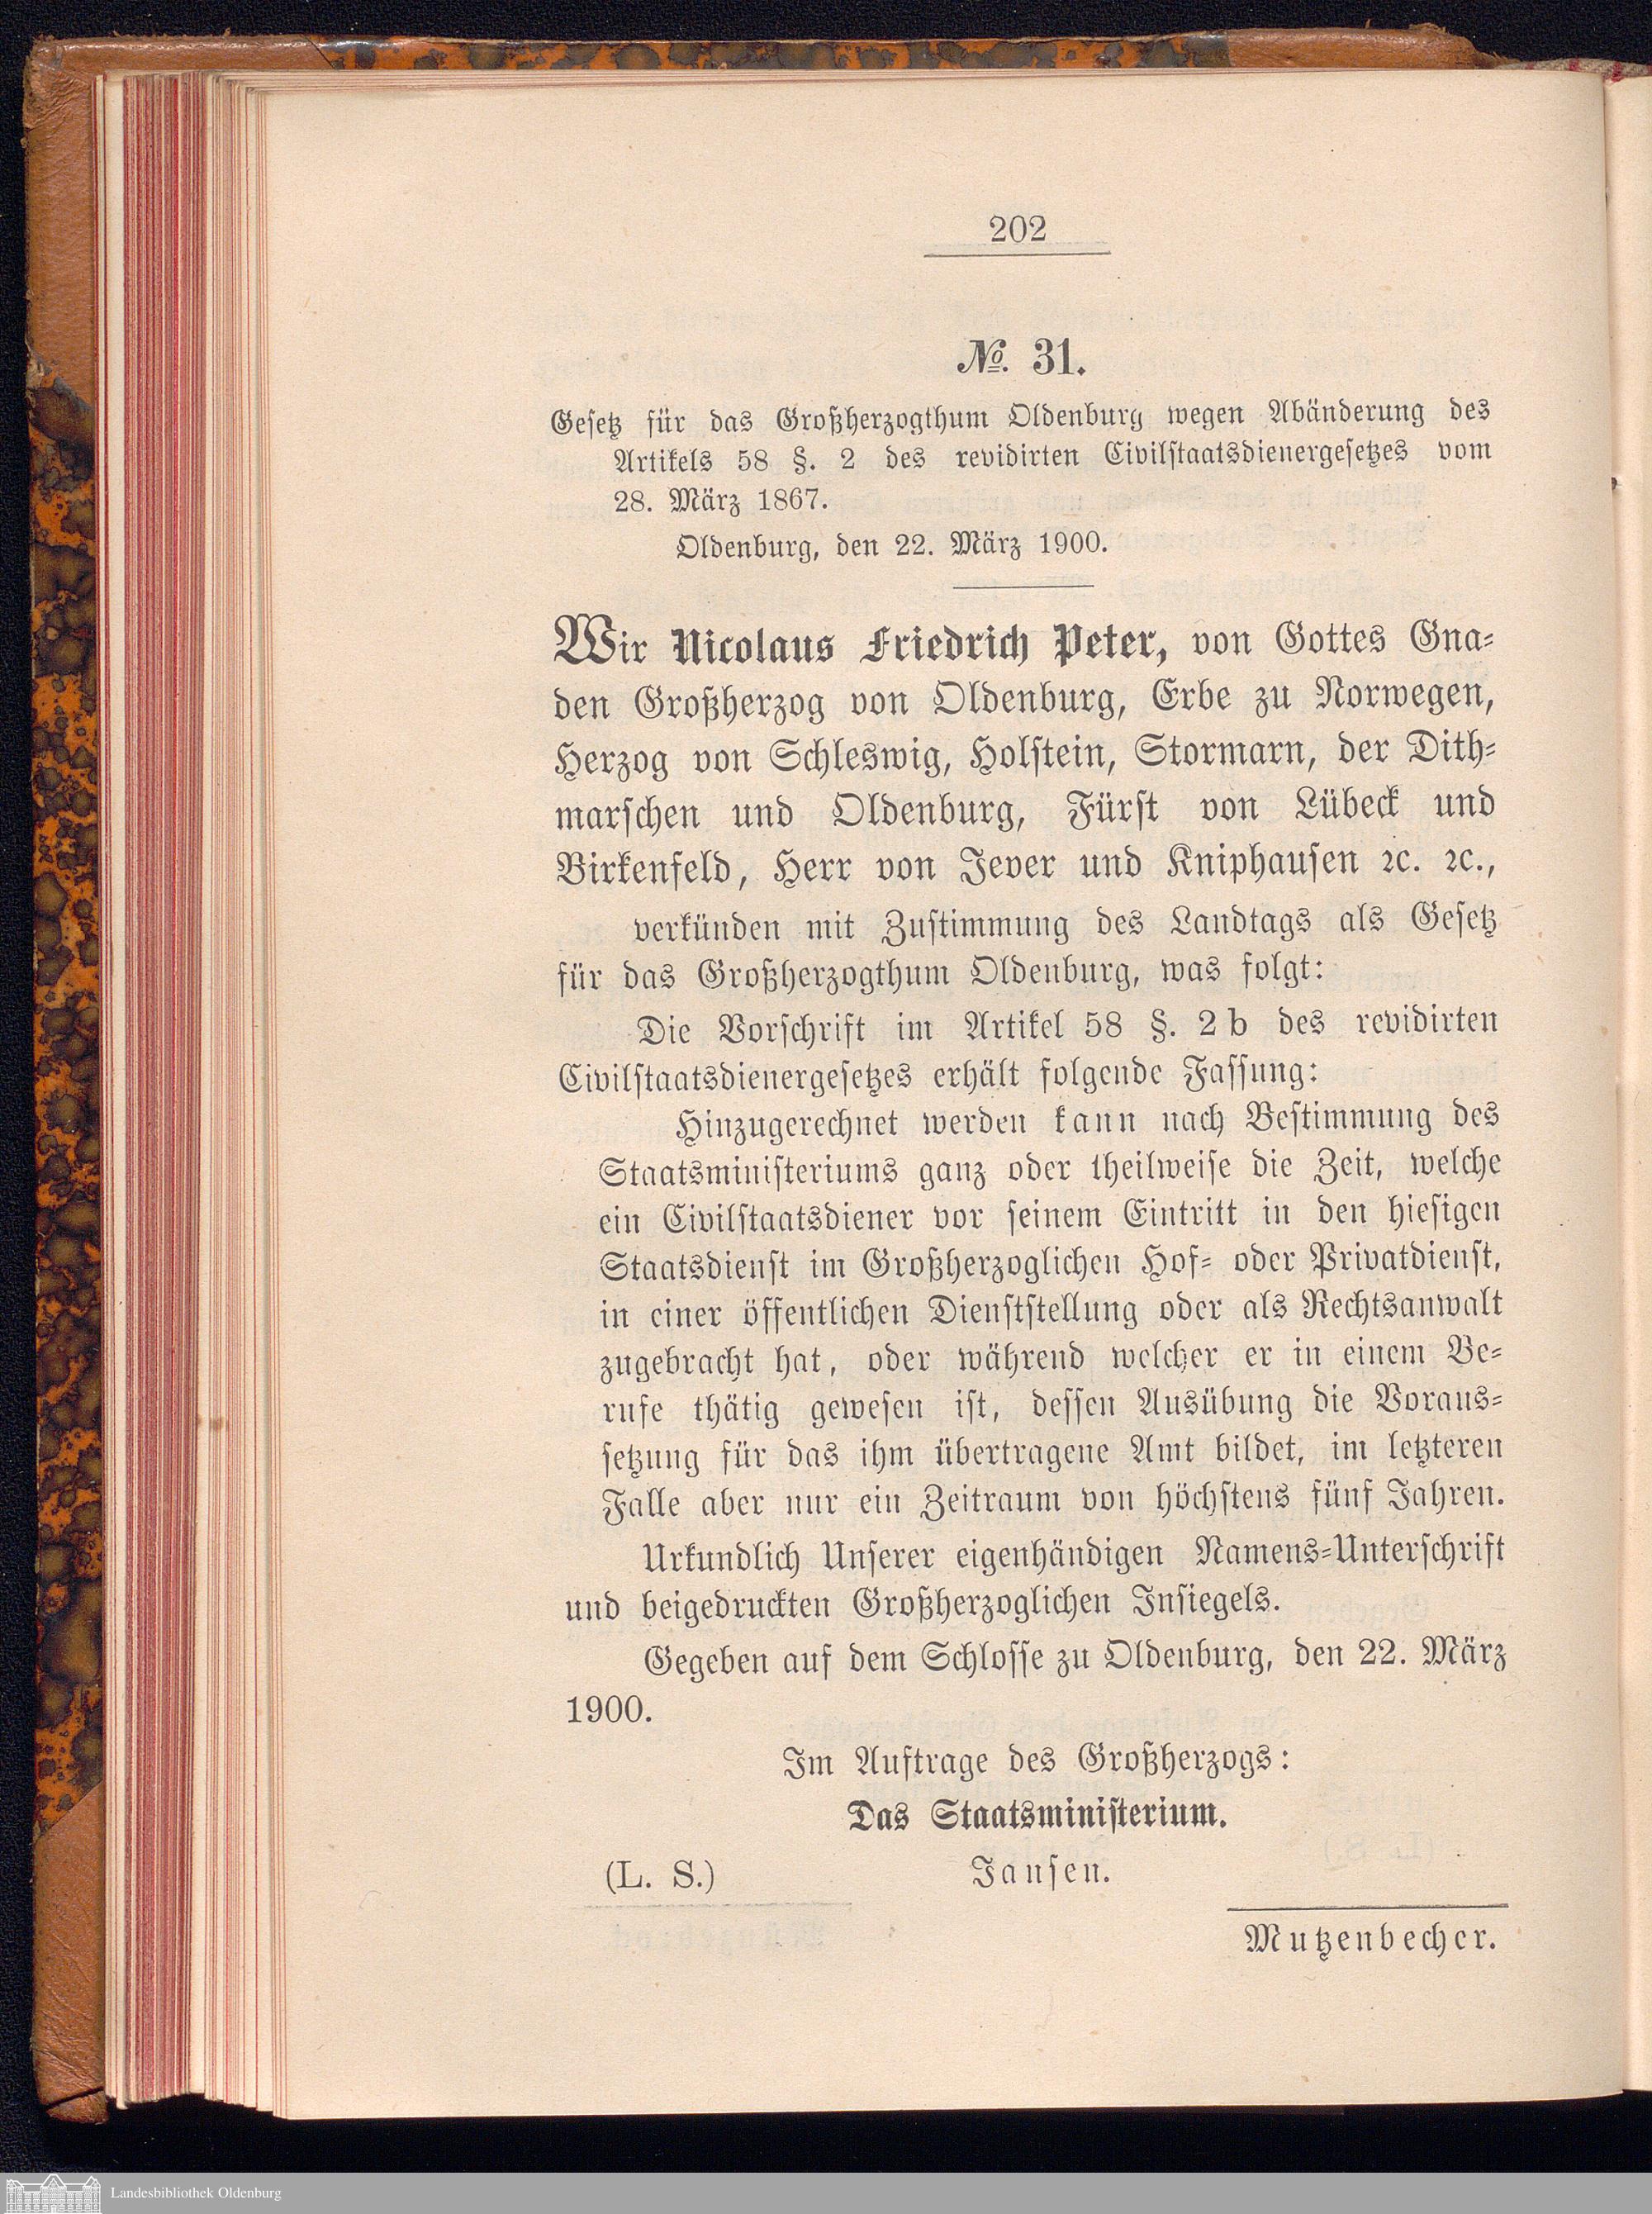 202
No. 31.
Gesetz für das Großherzogthum Oldenburg wegen Abänderung des
Artikels 58 §. 2 des revidirten Civilstaatsdienergesetzes vom
28. März 1867.
Oldenburg, den 22. März 1900.
Wir Nicolaus Friedrich Peter, von Gottes Gna-
den Großherzog von Oldenburg, Erbe zu Norwegen,
Herzog von Schleswig, Holstein, Stormarn, der Dith-
marschen und Oldenburg, Fürst von Lübeck und
Birkenfeld, Herr von Jever und Kniphausen ꝛc. ꝛc.,
verkünden mit Zustimmung des Landtags als Gesetz
für das Großherzogthum Oldenburg, was folgt:
Die Vorschrift im Artikel 58 §. 2 b des revidirten
Civilstaatsdienergesetzes erhält folgende Fassung:
Hinzugerechnet werden kann nach Bestimmung des
Staatsministeriums ganz oder theilweise die Zeit, welche
ein Civilstaatsdiener vor seinem Eintritt in den hiesigen
Staatsdienst im Großherzoglichen Hof- oder Privatdienst,
in einer öffentlichen Dienststellung oder als Rechtsanwalt
zugebracht hat, oder während welcher er in einem Be-
rufe thätig gewesen ist, dessen Ausübung die Voraus-
setzung für das ihm übertragene Amt bildet, im letzteren
Falle aber nur ein Zeitraum von höchstens fünf Jahren.
Urkundlich Unserer eigenhändigen Namens-Unterschrift
und beigedruckten Großherzoglichen Insiegels.
Gegeben auf dem Schlosse zu Oldenburg, den 22. März
1900.
Im Auftrage des Großherzogs:
Das Staatsministerium.
(L. S.) Jansen.
Mutzenbecher.
Landesbibliothek Oldenburg